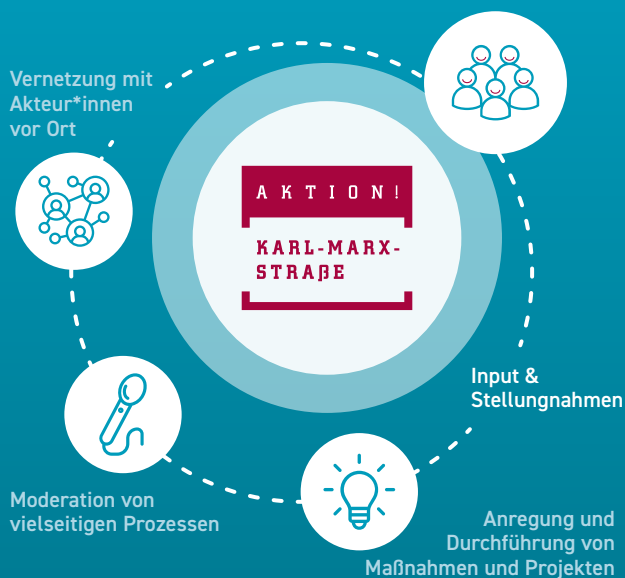 Vernetzung mit
Akteur*innen
vor Ort
AKTION!
KARL-MARX-
STRAßE
Input &
Stellungnahmen
Moderation von
vielseitigen Prozessen
Anregung und
Durchführung von
Maßnahmen und Projekten